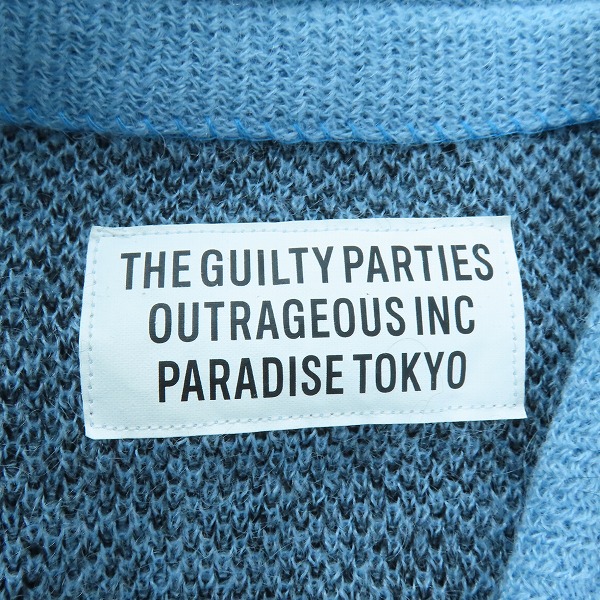 THE GUILTY PARTIES
OUTRAGEOUS INC
PARADISE TOKYO